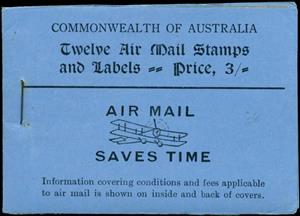 COMMONWEALTH OF AUSTRALIA
Twelve Air Mail Stamps
and Labels == Price, 3/=
AIR MAIL
SAVES TIME
Information covering conditions and fees applicable
to air mail is shown on inside and back of covers.